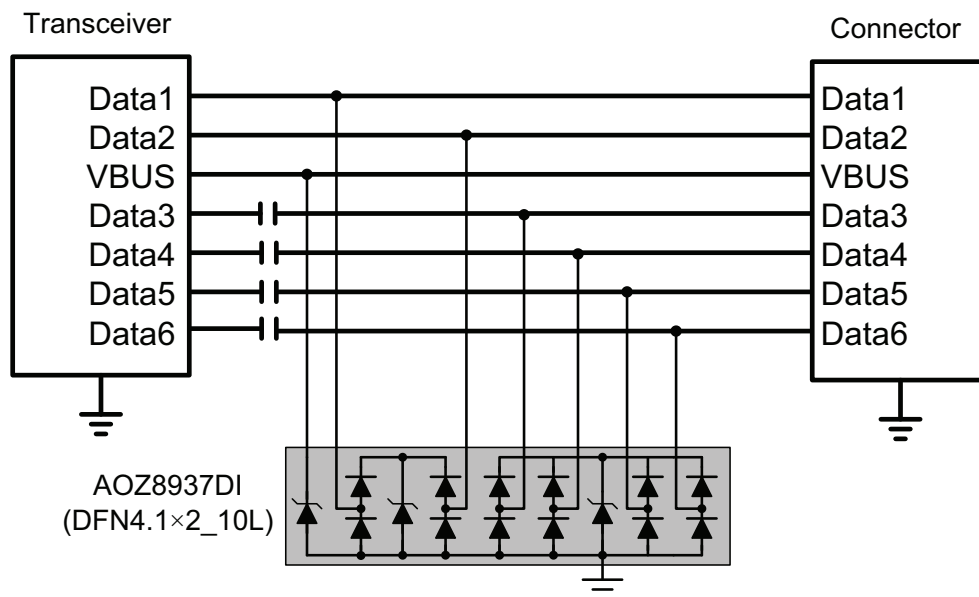 Transceiver
Connector
Data1
Data2
VBUS
Data3
Data4
Data5
Data6
Data1
Data2
VBUS
Data3
Data4
Data5
Data6
AOZ8937DI
(DFN4.1×2_10L)